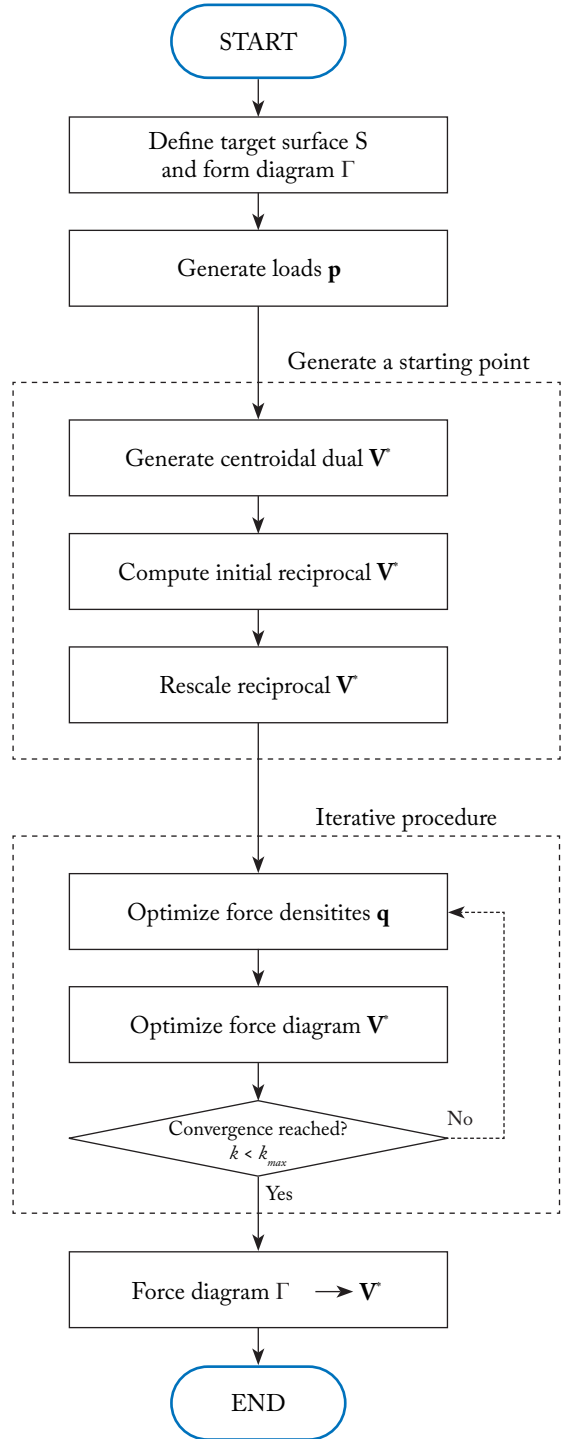 START
Define target surface S
and form diagram Γ
Generate loads p
Generate a starting point
Generate centroidal dual V*
Compute initial reciprocal V*
Rescale reciprocal V*
Iterative procedure
Optimize force densitites q
Optimize force diagram V*
Convergence reached?
k < kmax
No
Yes
Force diagram Γ → V*
END